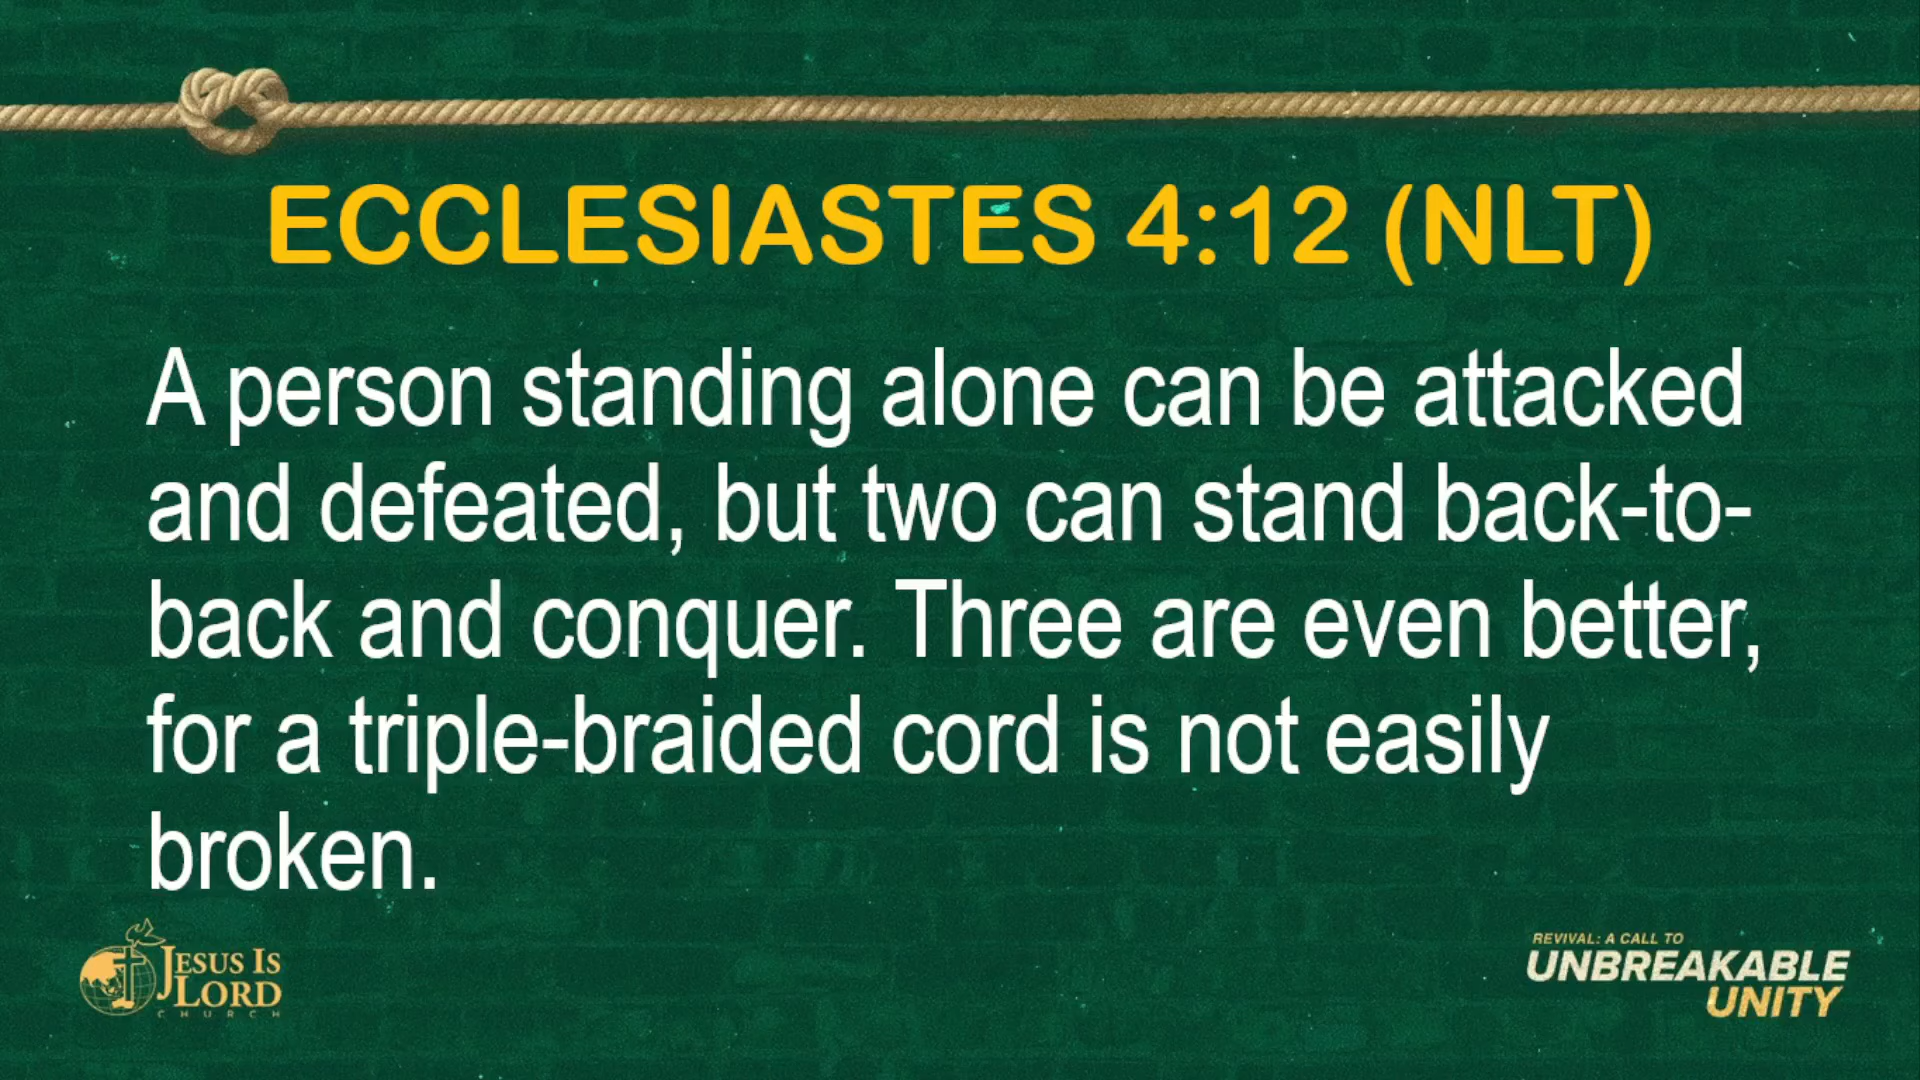 ECCLESIASTES 4:12 (NLT)
A person standing alone can be attacked
and defeated, but two can stand back-to-
back and conquer. Three are even better,
for a triple-braided cord is not easily
broken.
JESUS IS
LORD
CHURCH
REVIVAL: A CALL TO
UNBREAKABLE
UNITY